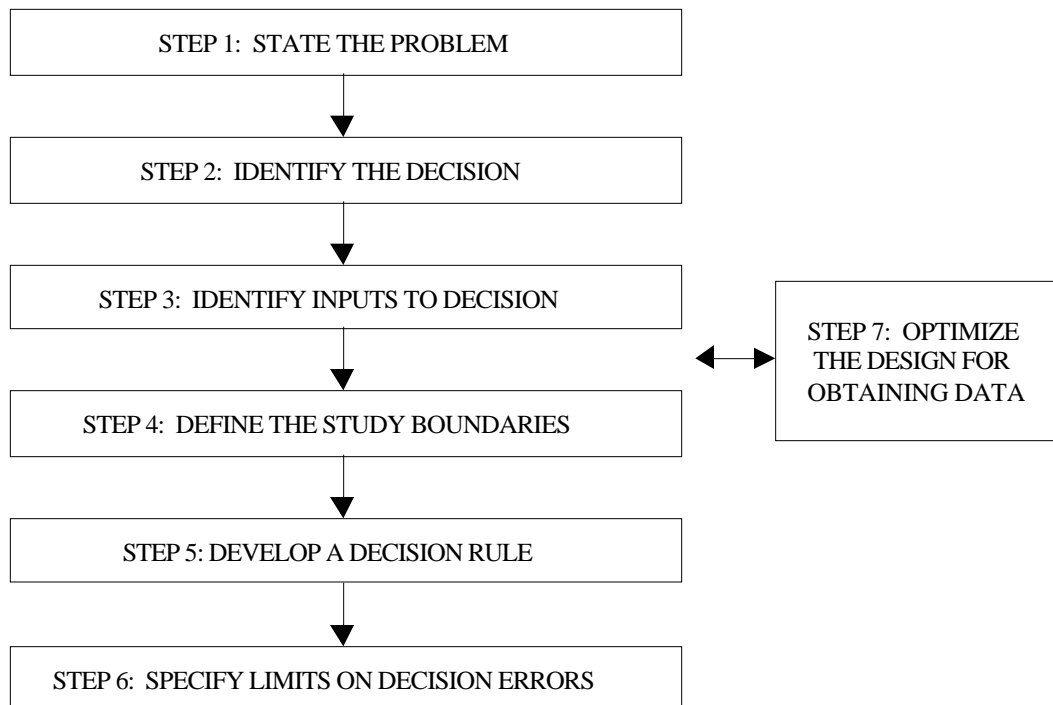 STEP 1:  STATE THE PROBLEM
STEP 2:  IDENTIFY THE DECISION
STEP 3:  IDENTIFY INPUTS TO DECISION
STEP 4:  DEFINE THE STUDY BOUNDARIES
STEP 5: DEVELOP A DECISION RULE
STEP 6:  SPECIFY LIMITS ON DECISION ERRORS
STEP 7:  OPTIMIZE
THE DESIGN FOR
OBTAINING DATA